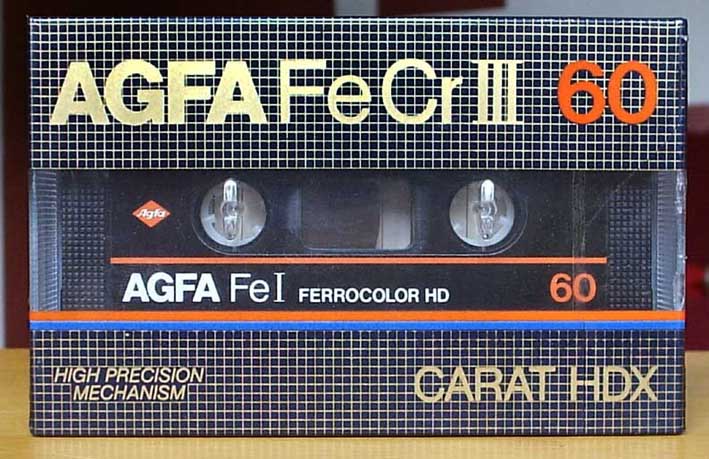 AGFA FeCr III 60
Agfa
AGFA Fe I FERROCOLOR HD 60
HIGH PRECISION
MECHANISM
CARAT HDX